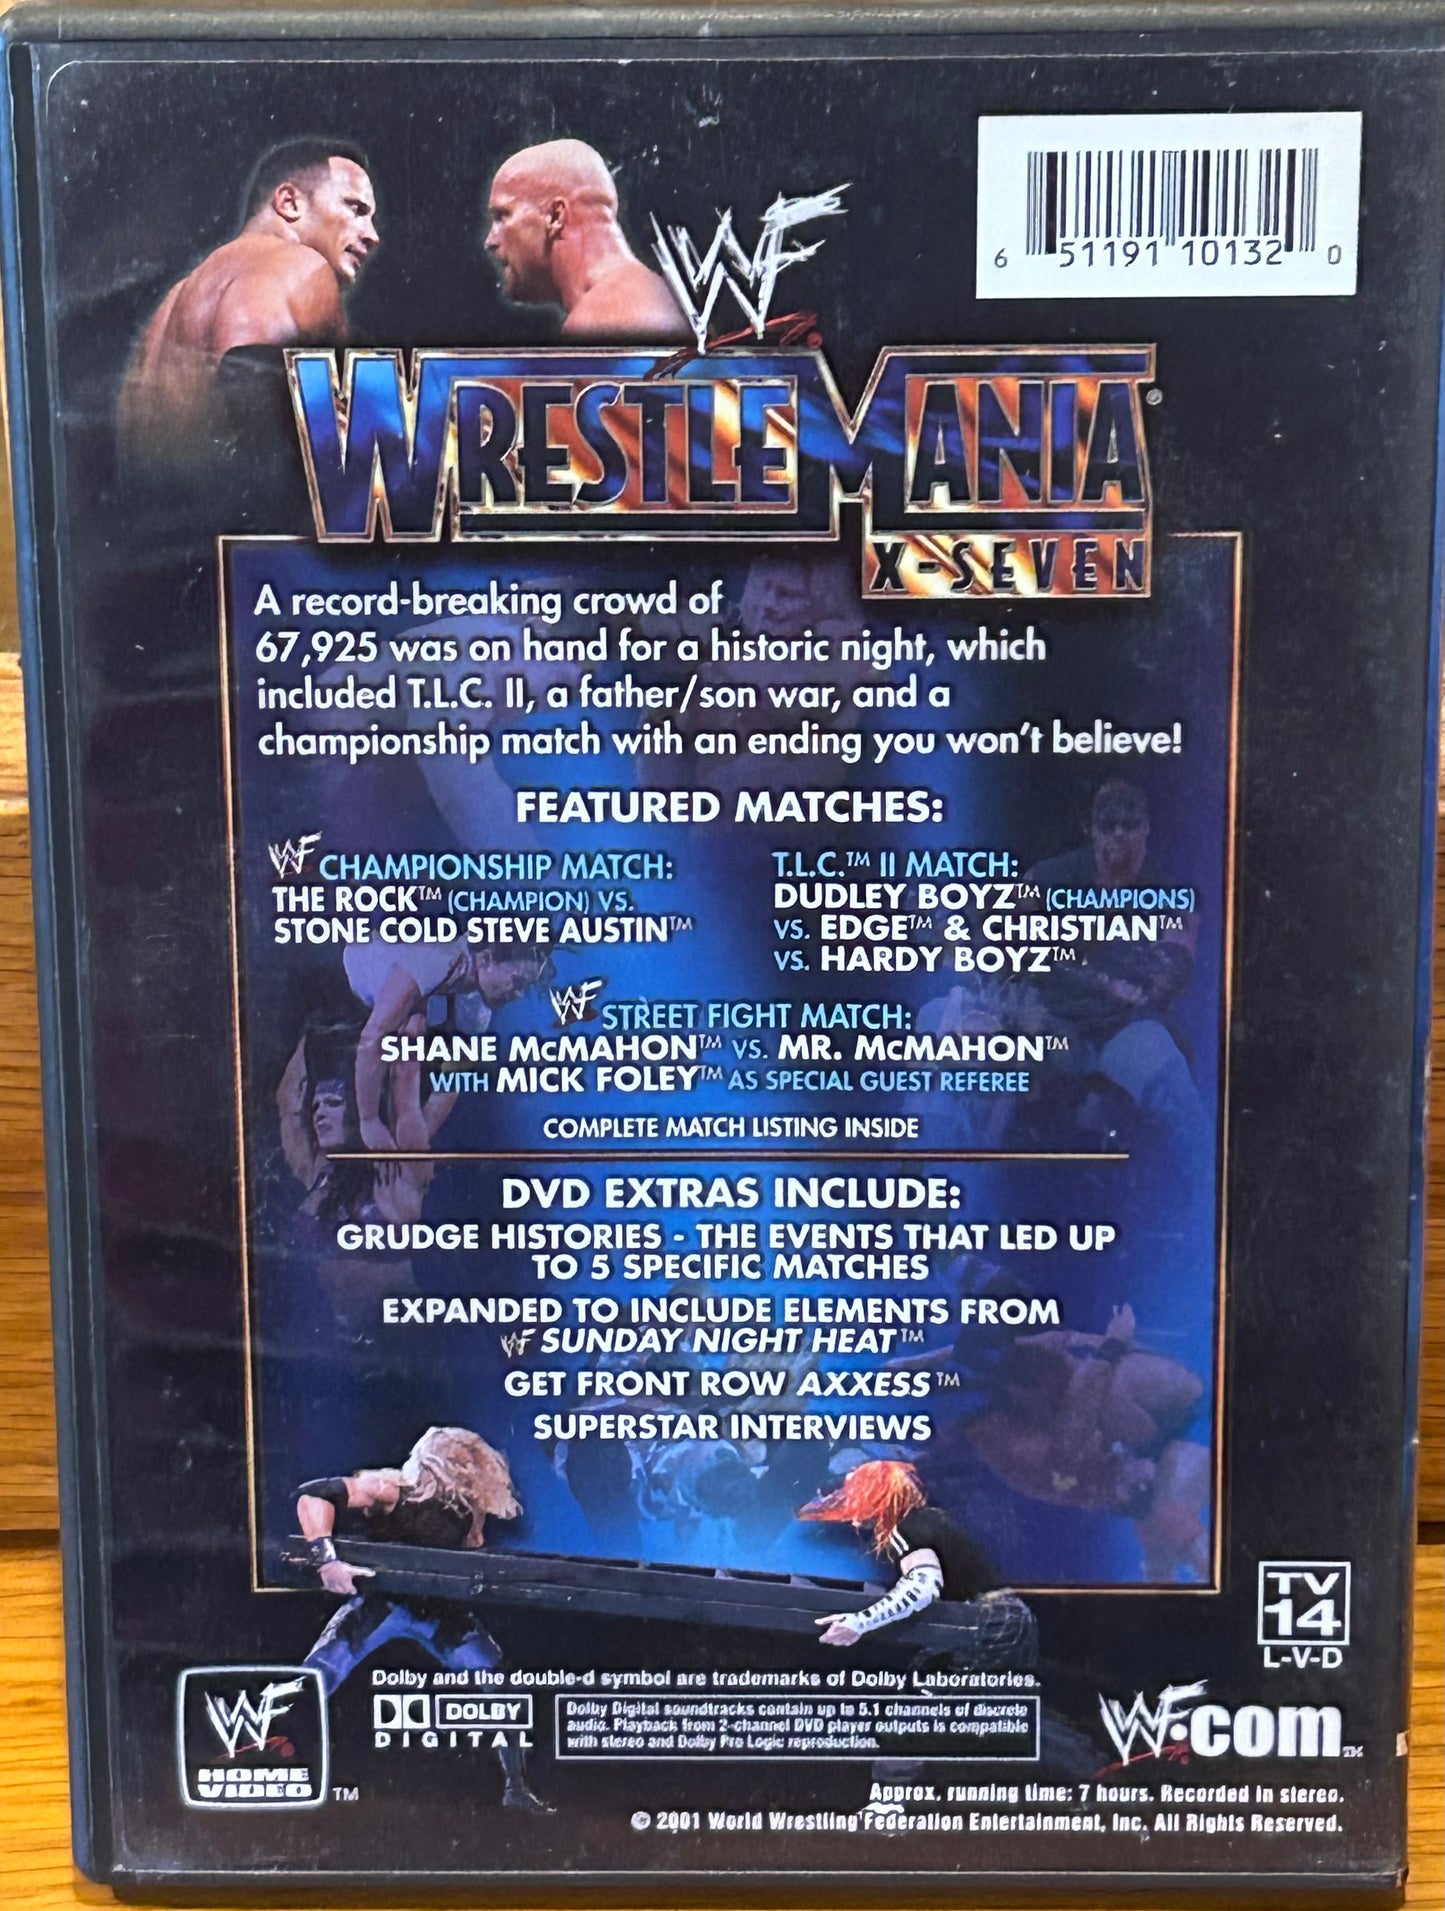 6 51191 10132 0
WF
WRESTLEMANIA®
X-SEVEN
A record-breaking crowd of
67,925 was on hand for a historic night, which
included T.L.C. II, a father/son war, and a
championship match with an ending you won't believe!
FEATURED MATCHES:
WF CHAMPIONSHIP MATCH:
THE ROCK™ (CHAMPION) VS.
STONE COLD STEVE AUSTIN™
T.L.C.™ II MATCH:
DUDLEY BOYZ™ (CHAMPIONS)
VS. EDGE™ & CHRISTIAN™
VS. HARDY BOYZ™.
WF STREET FIGHT MATCH:
SHANE McMAHON™ VS. MR. McMAHON™
WITH MICK FOLEY™ AS SPECIAL GUEST REFEREE
COMPLETE MATCH LISTING INSIDE
DVD EXTRAS INCLUDE:
GRUDGE HISTORIES - THE EVENTS THAT LED UP
TO 5 SPECIFIC MATCHES
EXPANDED TO INCLUDE ELEMENTS FROM
WF SUNDAY NIGHT HEAT™
GET FRONT ROW AXXESS™
SUPERSTAR INTERVIEWS
TV
14
L-V-D
WF
HOME
VIDEO™
Dolby and the double-d symbol are trademarks of Dolby Laboratories.
DOLBY
DIGITAL
Dolby Digital soundtracks contain up to 5.1 channels of discrete
audio. Playback from 2-channel DVD player outputs is compatible
with stereo and Dolby Pro Logic reproduction.
WF.com™
Approx. running time: 7 hours. Recorded in stereo.
© 2001 World Wrestling Federation Entertainment, Inc. All Rights Reserved.